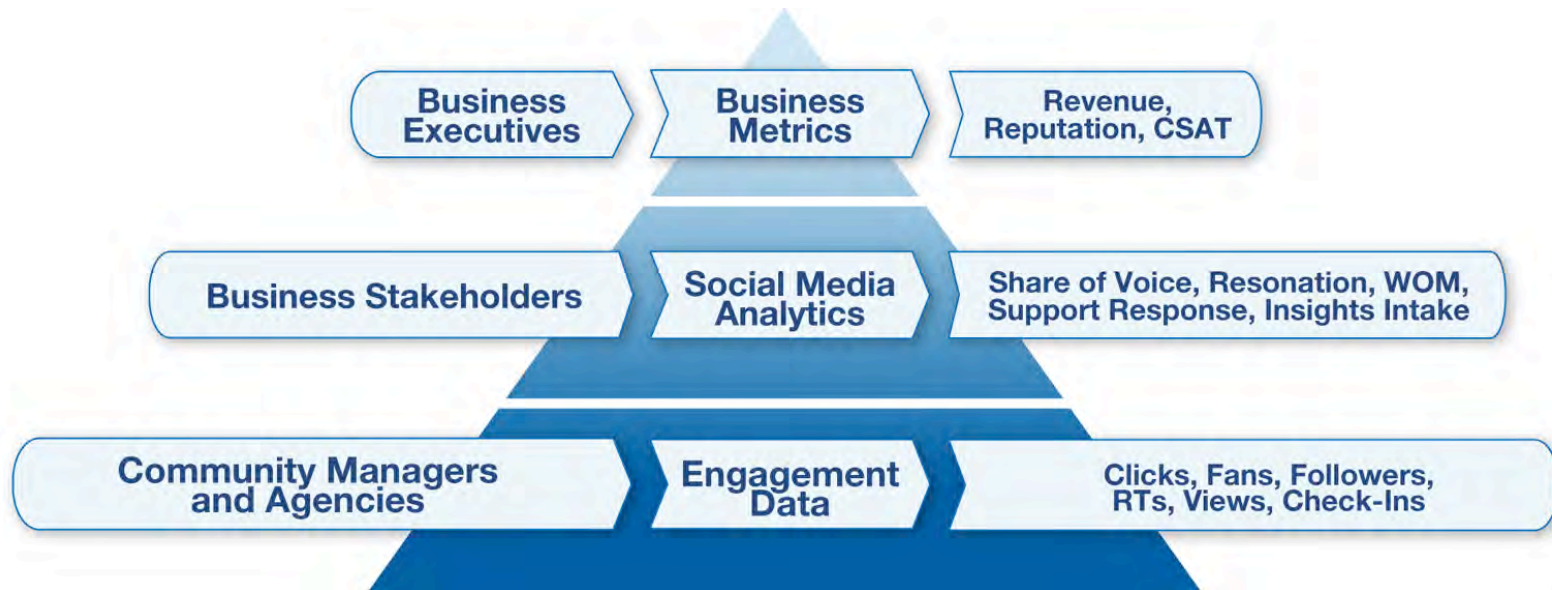 Business
Executives
Business
Metrics
Revenue,
Reputation, CSAT
Business Stakeholders
Social Media
Analytics
Share of Voice, Resonation, WOM,
Support Response, Insights Intake
Community Managers
and Agencies
Engagement
Data
Clicks, Fans, Followers,
RTs, Views, Check-Ins